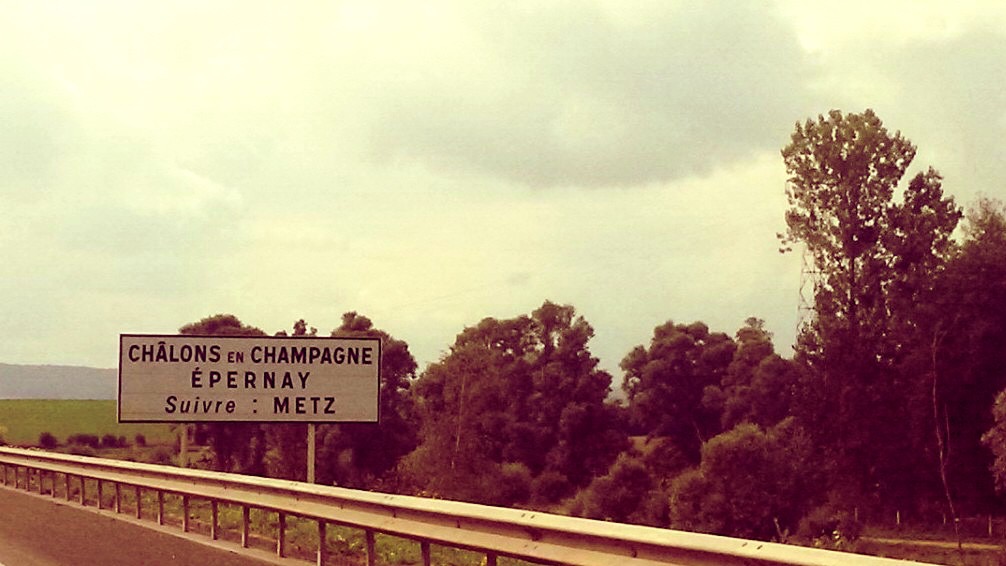 CHÂLONS EN CHAMPAGNE
ÉPERNAY
Suivre : METZ